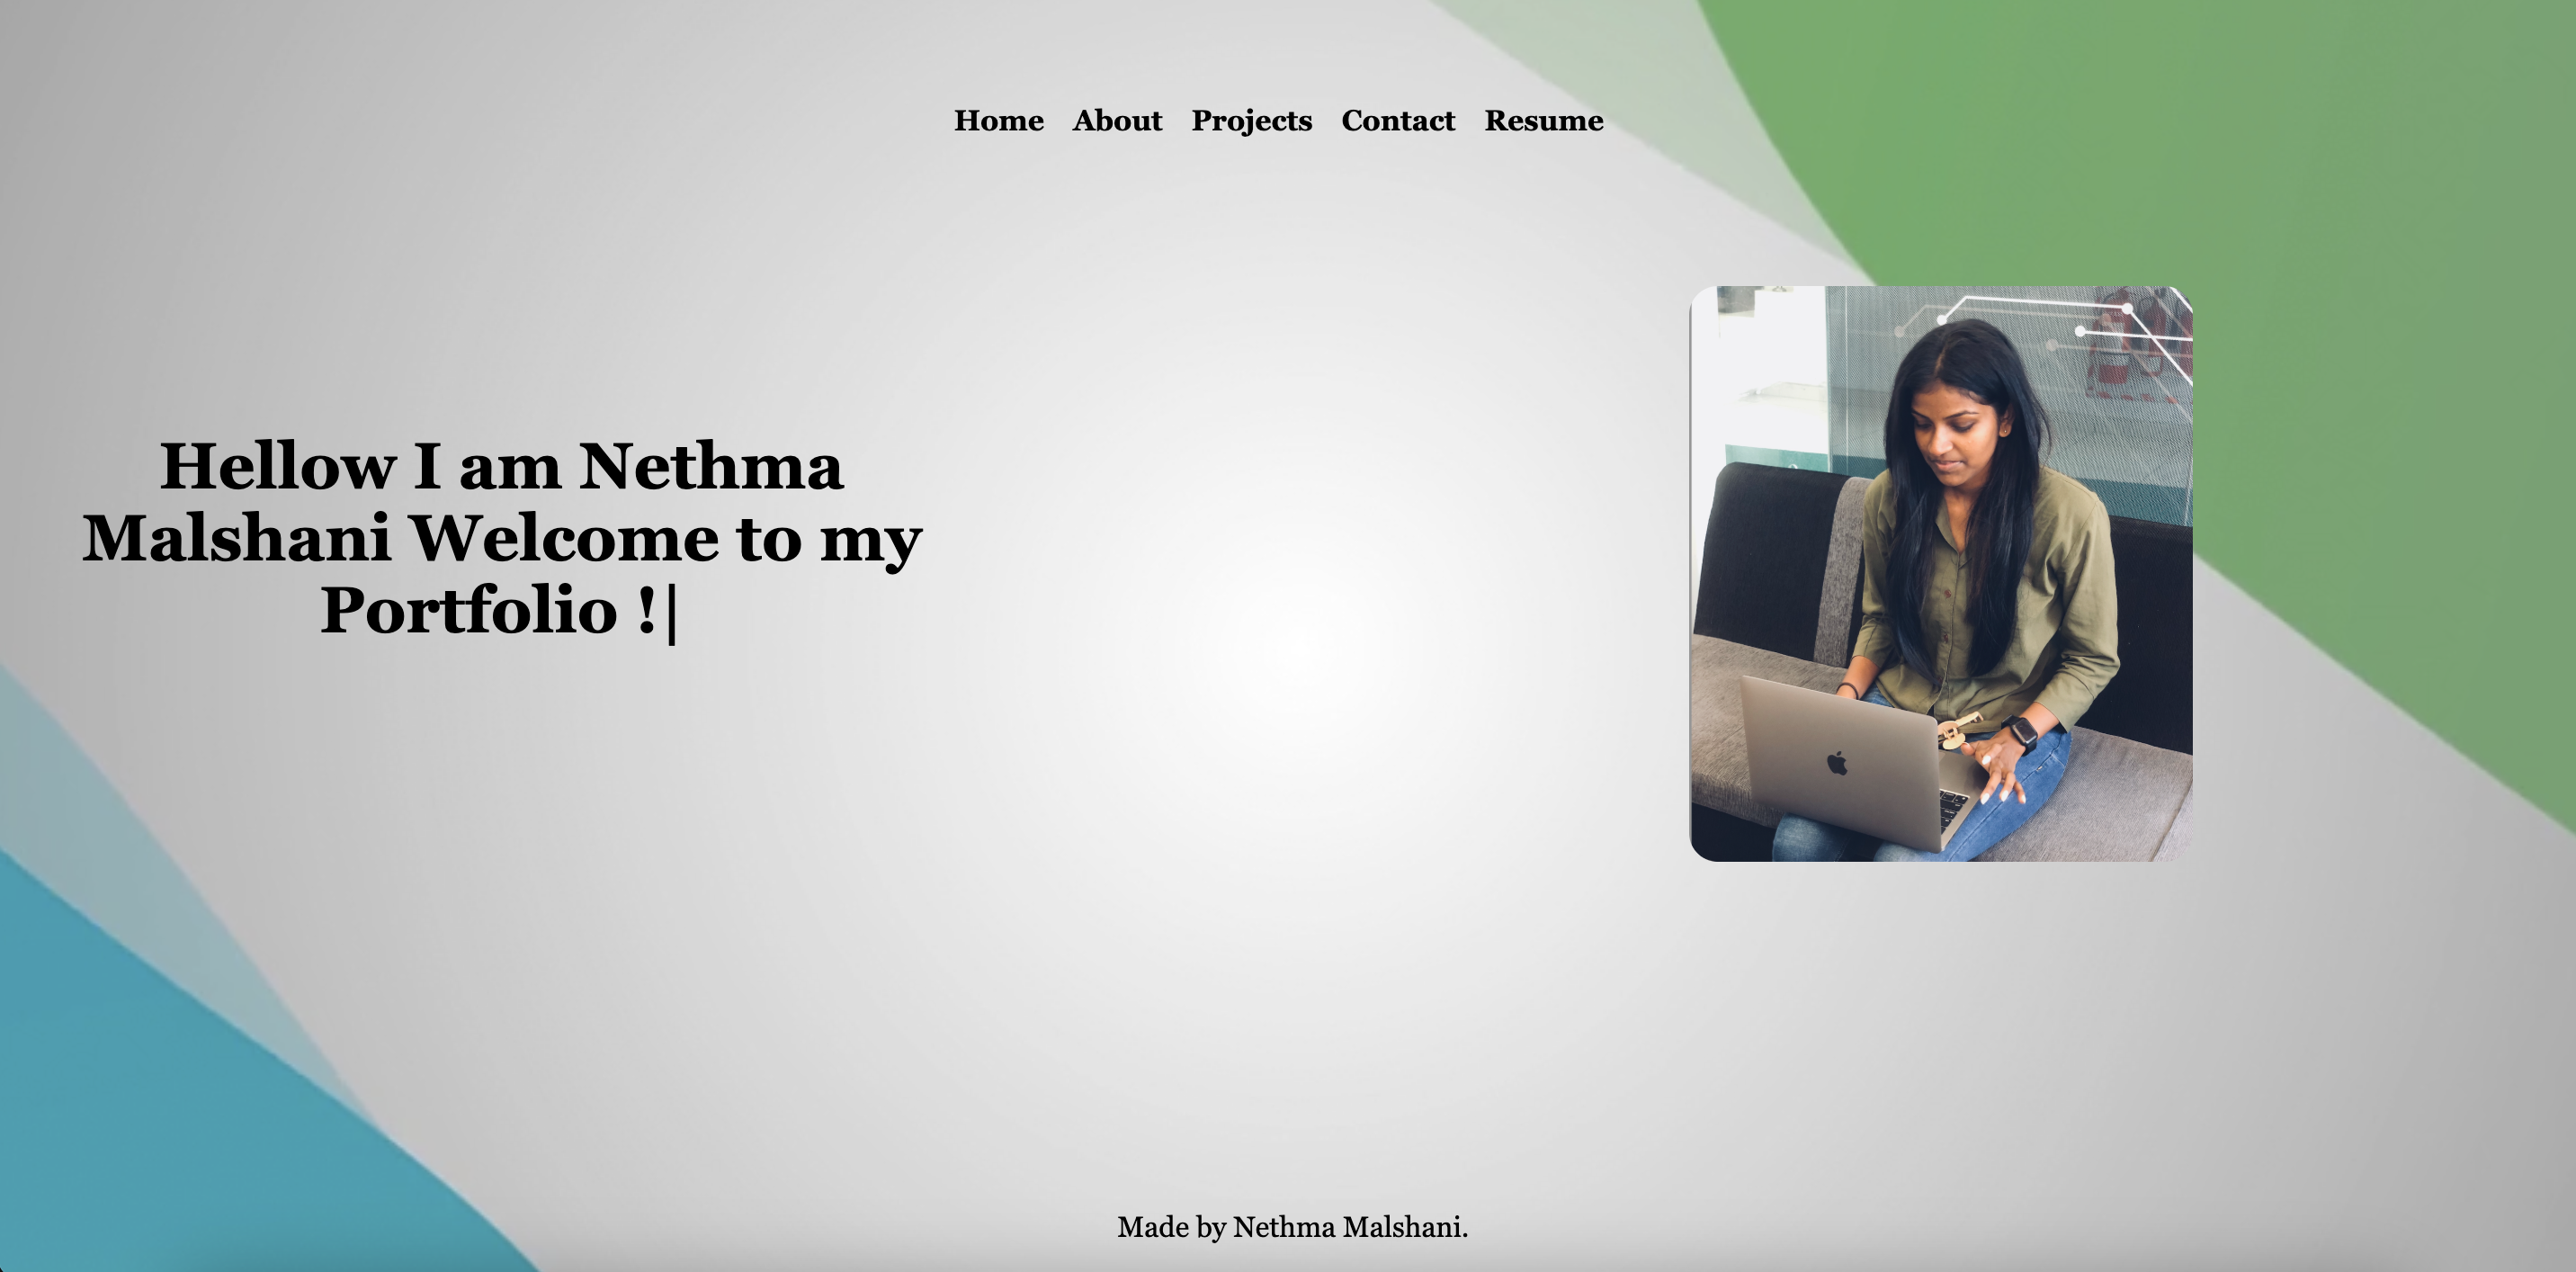 Home About Projects Contact Resume
Hellow I am Nethma
Malshani Welcome to my
Portfolio !|
Made by Nethma Malshani.